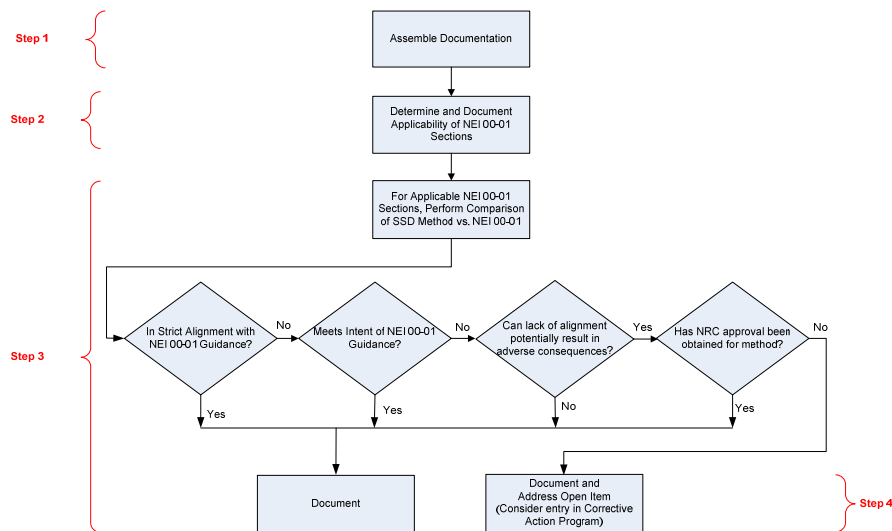 Step 1
Assemble Documentation
Step 2
Determine and Document
Applicability of NEI 00-01
Sections
For Applicable NEI 00-01
Sections, Perform Comparison
of SSD Method vs. NEI 00-01
Step 3
In Strict Alignment with
NEI 00-01 Guidance?
No
Meets Intent of NEI 00-01
Guidance?
No
Can lack of alignment
potentially result in
adverse consequences?
Yes
Has NRC approval been
obtained for method?
No
Yes
Yes
No
Yes
Document
Document and
Address Open Item
(Consider entry in Corrective
Action Program)
Step 4